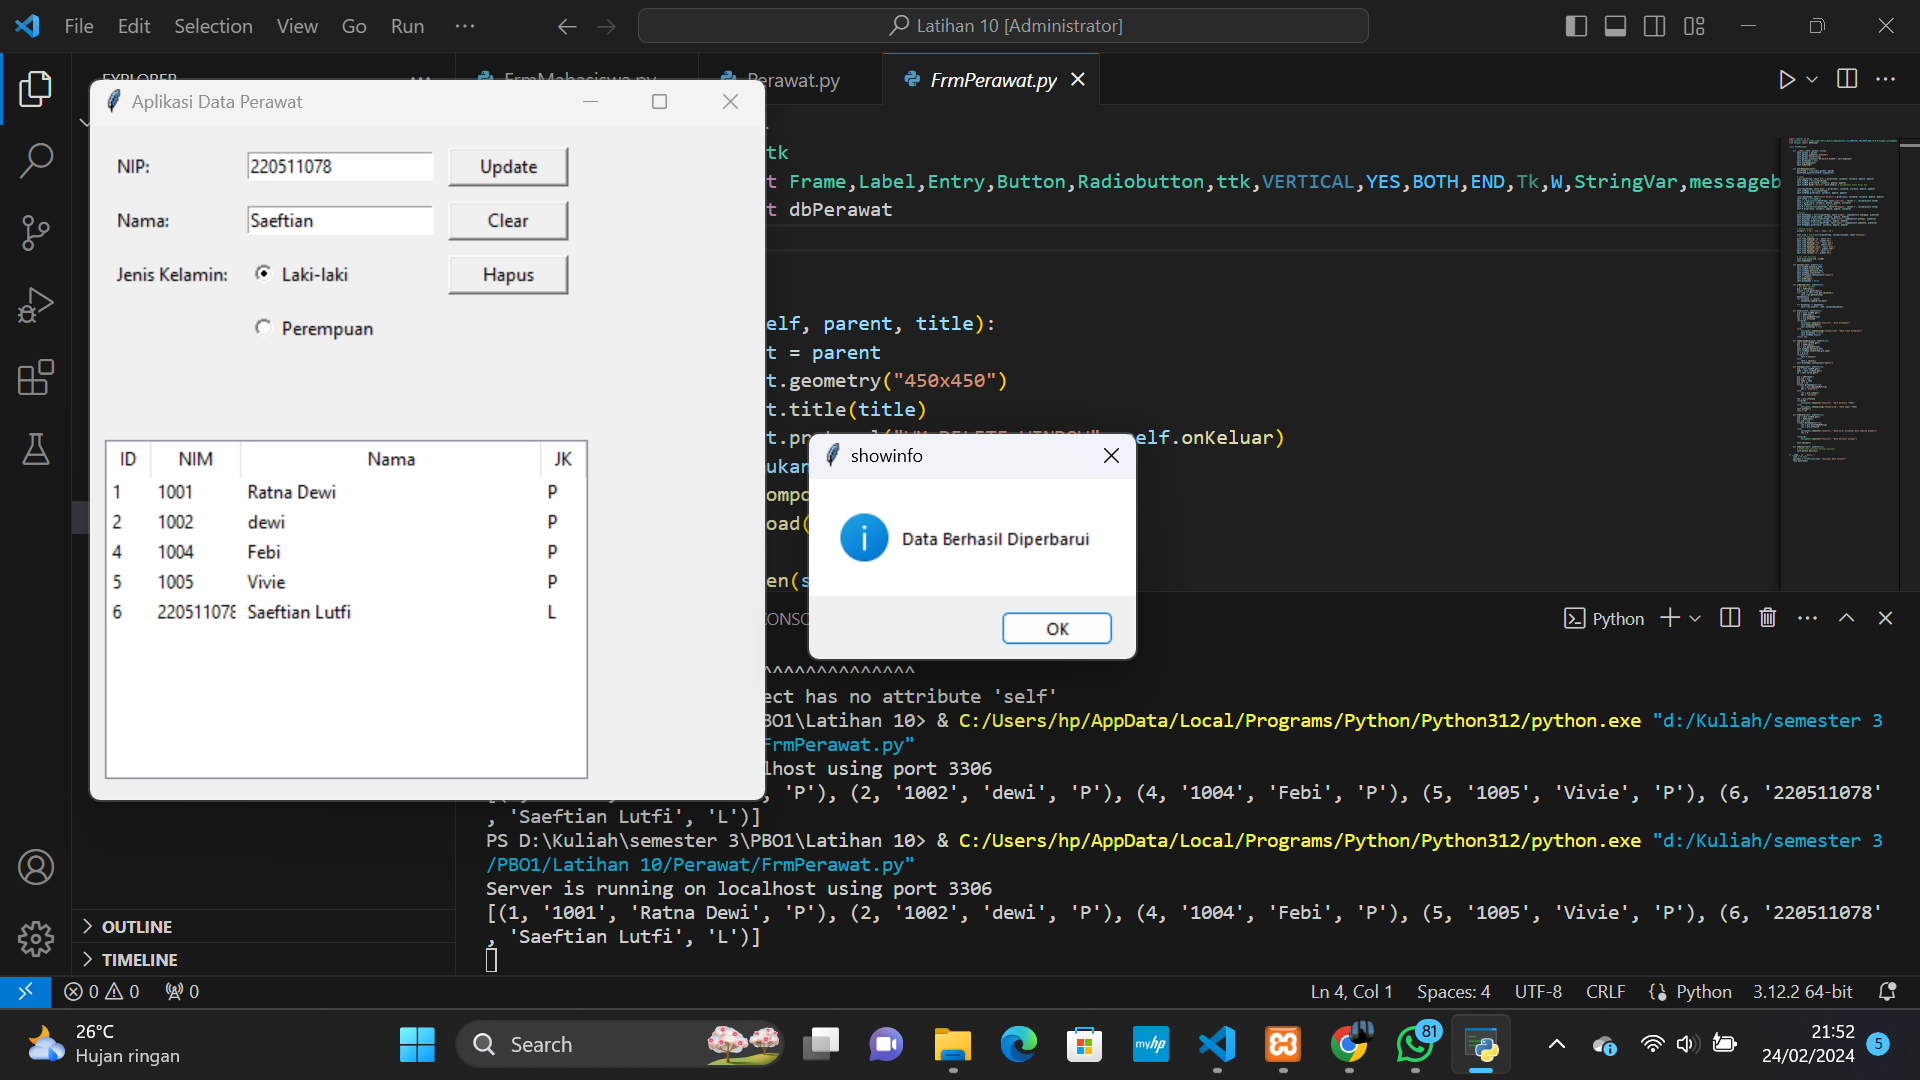 File Edit Selection View Go Run ···
Latihan 10 [Administrator]
EXPLORER
FrmMahasiswa.py
Perawat.py
FrmPerawat.py
Aplikasi Data Perawat
NIP: 220511078 Update
Nama: Saeftian Clear
Jenis Kelamin: Laki-laki Hapus
Perempuan
ID NIM Nama JK
1 1001 Ratna Dewi P
2 1002 dewi P
4 1004 Febi P
5 1005 Vivie P
6 220511078 Saeftian Lutfi L
tk
t Frame,Label,Entry,Button,Radiobutton,ttk,VERTICAL,YES,BOTH,END,Tk,W,StringVar,messageb
t dbPerawat
elf, parent, title):
t = parent
t.geometry("450x450")
t.title(title)
elf.onKeluar)
ukan
ompo
oad(
en(s
showinfo
Data Berhasil Diperbarui
OK
CONSO
Python
^^^^^^^^^^^^^
ect has no attribute 'self'
BO1\Latihan 10> & C:/Users/hp/AppData/Local/Programs/Python/Python312/python.exe "d:/Kuliah/semester 3
FrmPerawat.py"
lhost using port 3306
, 'P'), (2, '1002', 'dewi', 'P'), (4, '1004', 'Febi', 'P'), (5, '1005', 'Vivie', 'P'), (6, '220511078'
, 'Saeftian Lutfi', 'L')]
PS D:\Kuliah\semester 3\PBO1\Latihan 10> & C:/Users/hp/AppData/Local/Programs/Python/Python312/python.exe "d:/Kuliah/semester 3
/PBO1/Latihan 10/Perawat/FrmPerawat.py"
Server is running on localhost using port 3306
[(1, '1001', 'Ratna Dewi', 'P'), (2, '1002', 'dewi', 'P'), (4, '1004', 'Febi', 'P'), (5, '1005', 'Vivie', 'P'), (6, '220511078'
, 'Saeftian Lutfi', 'L')]
OUTLINE
TIMELINE
0 0 0
Ln 4, Col 1 Spaces: 4 UTF-8 CRLF Python 3.12.2 64-bit
26°C
Hujan ringan
Search
myhp
81
21:52
24/02/2024
5